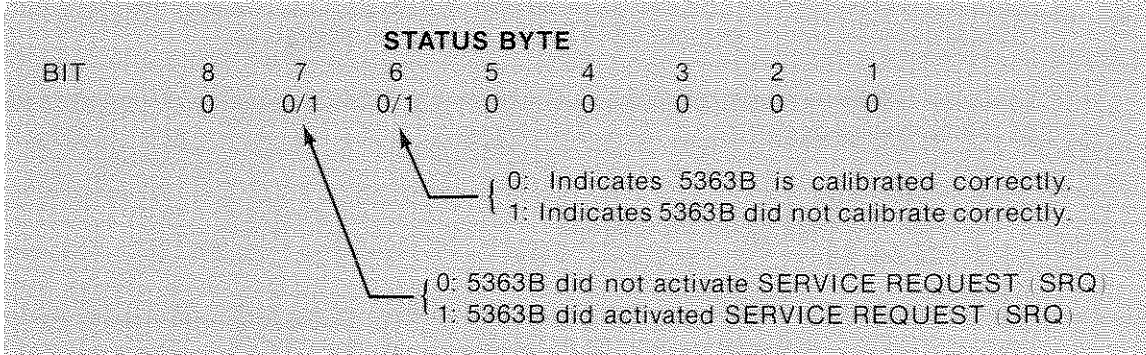 STATUS BYTE
BIT 8 7 6 5 4 3 2 1
0 0/1 0/1 0 0 0 0 0
0: Indicates 5363B is calibrated correctly.
1: Indicates 5363B did not calibrate correctly.
0: 5363B did not activate SERVICE REQUEST (SRQ)
1: 5363B did activated SERVICE REQUEST (SRQ)